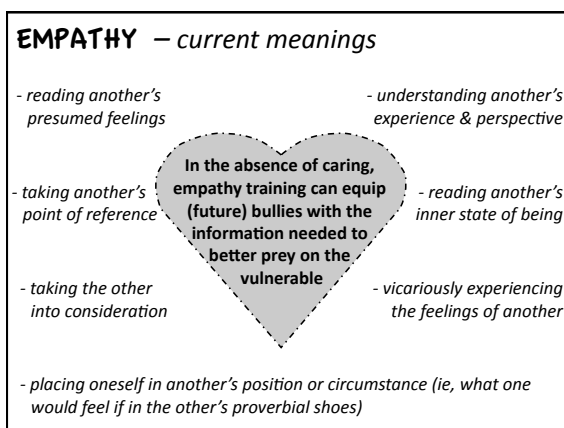 EMPATHY – current meanings
- reading another's
presumed feelings
- understanding another's
experience & perspective
In the absence of caring,
empathy training can equip
(future) bullies with the
information needed to
better prey on the
vulnerable
- taking another's
point of reference
- reading another's
inner state of being
- taking the other
into consideration
- vicariously experiencing
the feelings of another
- placing oneself in another's position or circumstance (ie, what one
would feel if in the other's proverbial shoes)